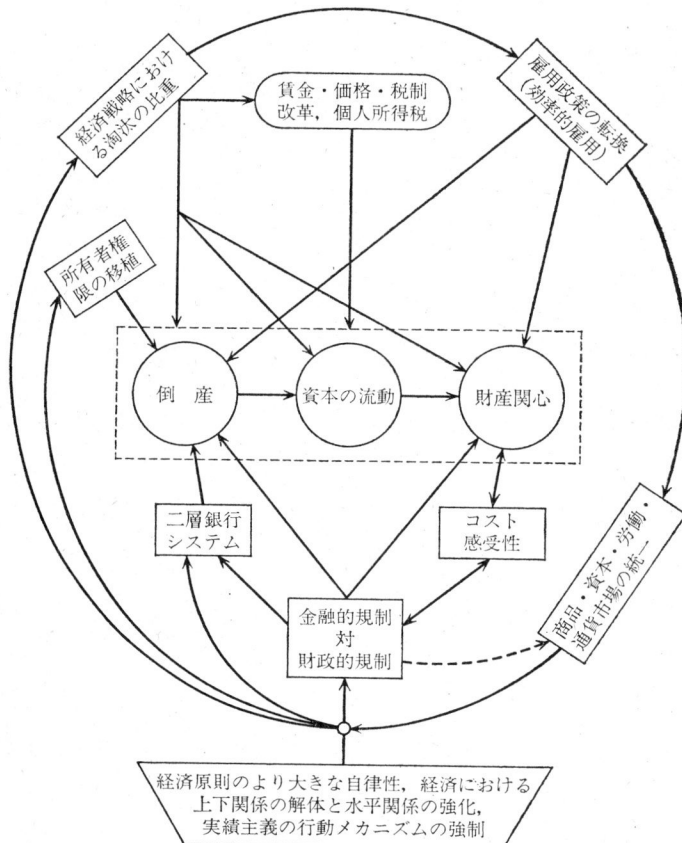 経済戦略におけ
る淘汰の比重
賃金・価格・税制
改革，個人所得税
雇用政策の転換
(効率的雇用)
所有者権
限の移植
倒　産
資本の流動
財産関心
二層銀行
システム
コスト
感受性
金融的規制
対
財政的規制
商品・資本・労働・
通貨市場の統一
経済原則のより大きな自律性，経済における
上下関係の解体と水平関係の強化，
実績主義の行動メカニズムの強制